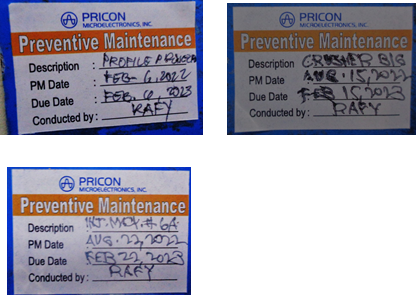 PRICON
MICROELECTRONICS, INC.
Preventive Maintenance
Description : PROFILE
PM Date : FEB. 6, 2022
Due Date : FEB. 6, 2023
Conducted by : RAFY
PRICON
MICROELECTRONICS, INC.
Preventive Maintenance
Description : CRUSHER BIG
PM Date : AUG. 15, 2022
Due Date : FEB 15, 2023
Conducted by : RAFY
PRICON
MICROELECTRONICS, INC.
Preventive Maintenance
Description : # 6A
PM Date : AUG. 22, 2022
Due Date : FEB 22, 2023
Conducted by : RAFY